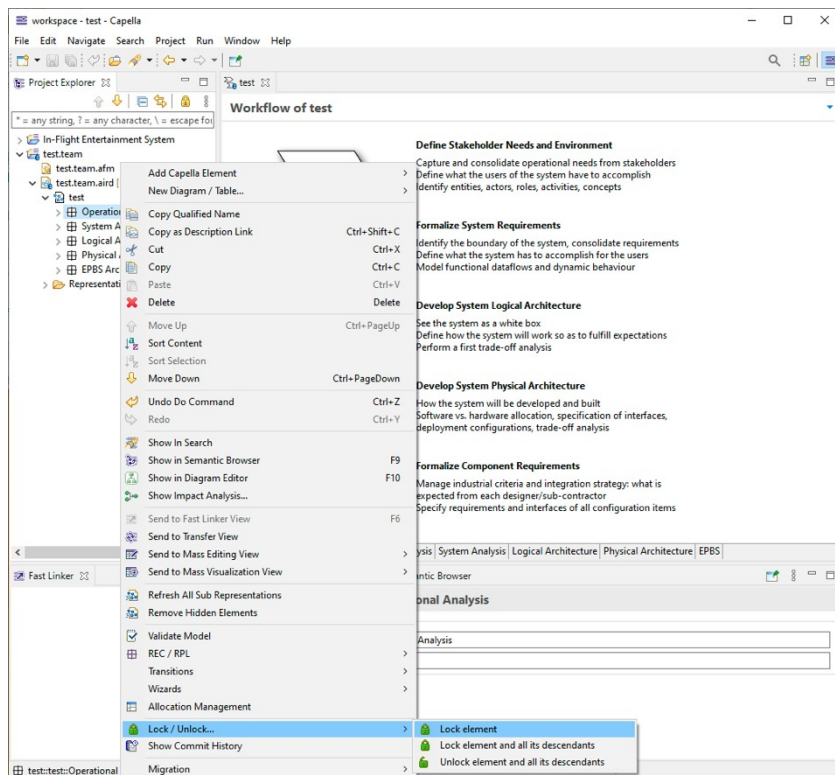 workspace - test - Capella
File Edit Navigate Search Project Run Window Help
Project Explorer
test
* = any string, ? = any character, \ = escape for
Workflow of test
In-Flight Entertainment System
test.team
test.team.afm
test.team.aird [
test
Operatio
System A
Logical A
Physical
EPBS Arc
Representati
Add Capella Element
New Diagram / Table...
Copy Qualified Name
Copy as Description Link Ctrl+Shift+C
Cut Ctrl+X
Copy Ctrl+C
Paste Ctrl+V
Delete Delete
Move Up Ctrl+PageUp
Sort Content
Sort Selection
Move Down Ctrl+PageDown
Undo Do Command Ctrl+Z
Redo Ctrl+Y
Show In Search
Show in Semantic Browser F9
Show in Diagram Editor F10
Show Impact Analysis...
Send to Fast Linker View F6
Send to Transfer View
Send to Mass Editing View
Send to Mass Visualization View
Refresh All Sub Representations
Remove Hidden Elements
Validate Model
REC / RPL
Transitions
Wizards
Allocation Management
Lock / Unlock...
Show Commit History
Migration
Lock element
Lock element and all its descendants
Unlock element and all its descendants
Define Stakeholder Needs and Environment
Capture and consolidate operational needs from stakeholders
Define what the users of the system have to accomplish
Identify entities, actors, roles, activities, concepts
Formalize System Requirements
Identify the boundary of the system, consolidate requirements
Define what the system has to accomplish for the users
Model functional dataflows and dynamic behaviour
Develop System Logical Architecture
See the system as a white box
Define how the system will work so as to fulfill expectations
Perform a first trade-off analysis
Develop System Physical Architecture
How the system will be developed and built
Software vs. hardware allocation, specification of interfaces,
deployment configurations, trade-off analysis
Formalize Component Requirements
Manage industrial criteria and integration strategy: what is
expected from each designer/sub-contractor
Specify requirements and interfaces of all configuration items
ysis System Analysis Logical Architecture Physical Architecture EPBS
Fast Linker
ntic Browser
onal Analysis
Analysis
test::test::Operational